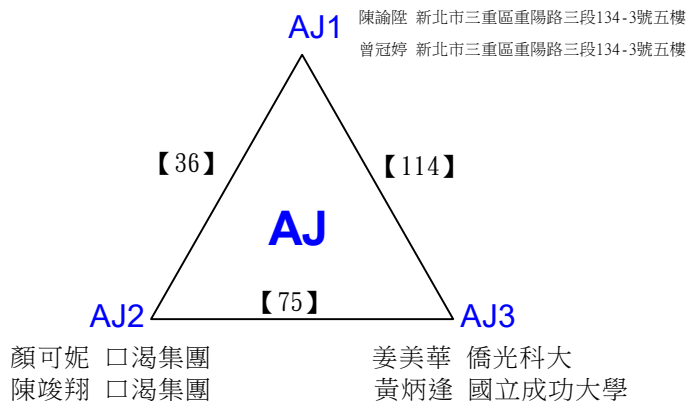 AJ1
陳諭陞 新北市三重區重陽路三段134-3號五樓
曾冠婷 新北市三重區重陽路三段134-3號五樓
【36】
【114】
AJ
【75】
AJ2
AJ3
顏可妮 口渴集團
姜美華 僑光科大
陳竣翔 口渴集團
黃炳逢 國立成功大學